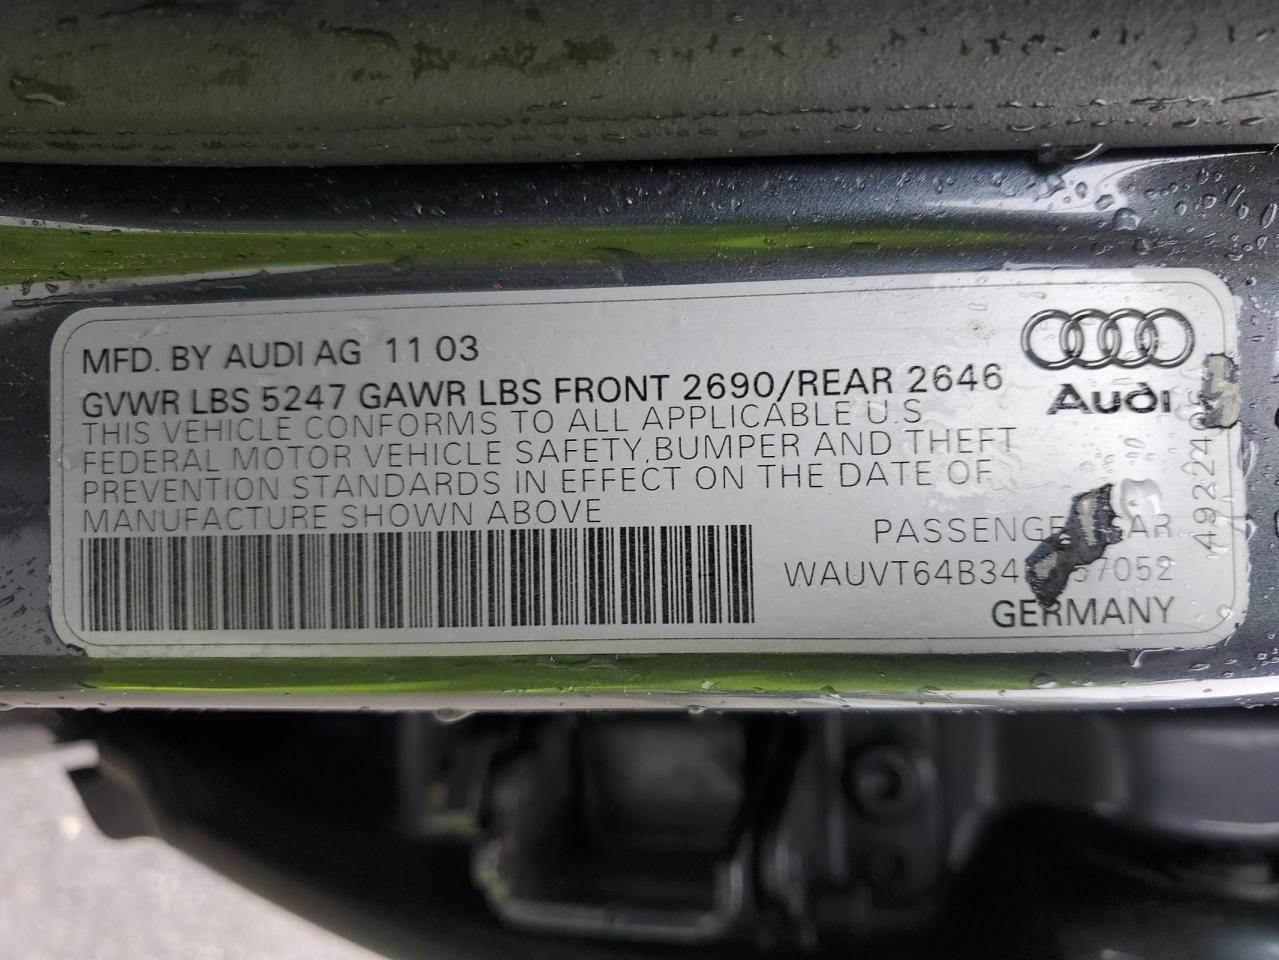 MFD. BY AUDI AG 11 03
GVWR LBS 5247 GAWR LBS FRONT 2690/REAR 2646
THIS VEHICLE CONFORMS TO ALL APPLICABLE U.S
FEDERAL MOTOR VEHICLE SAFETY,BUMPER AND THEFT
PREVENTION STANDARDS IN EFFECT ON THE DATE OF
MANUFACTURE SHOWN ABOVE
Audi
PASSENGER CAR
GERMANY